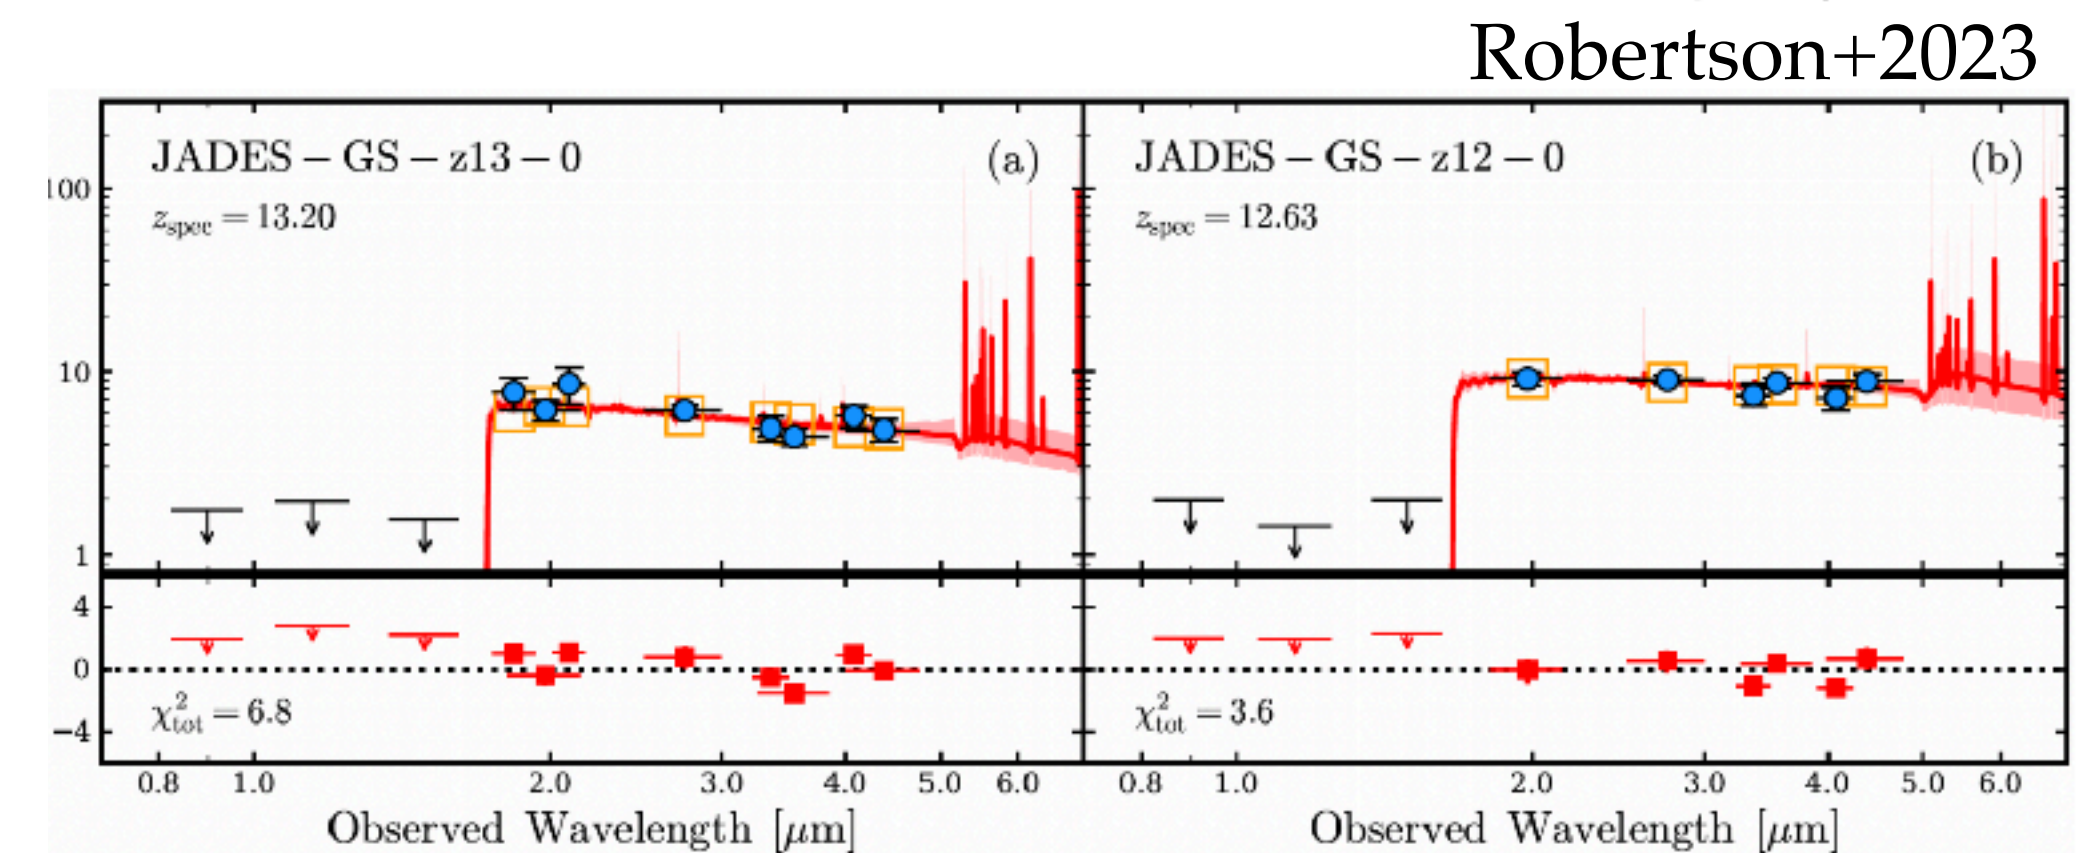 Robertson+2023
JADES − GS − z13 − 0 (a)
z_spec = 13.20
JADES − GS − z12 − 0 (b)
z_spec = 12.63
100
10
1
4
0
−4
χ²_tot = 6.8
χ²_tot = 3.6
0.8 1.0 2.0 3.0 4.0 5.0 6.0
0.8 1.0 2.0 3.0 4.0 5.0 6.0
Observed Wavelength [μm]
Observed Wavelength [μm]